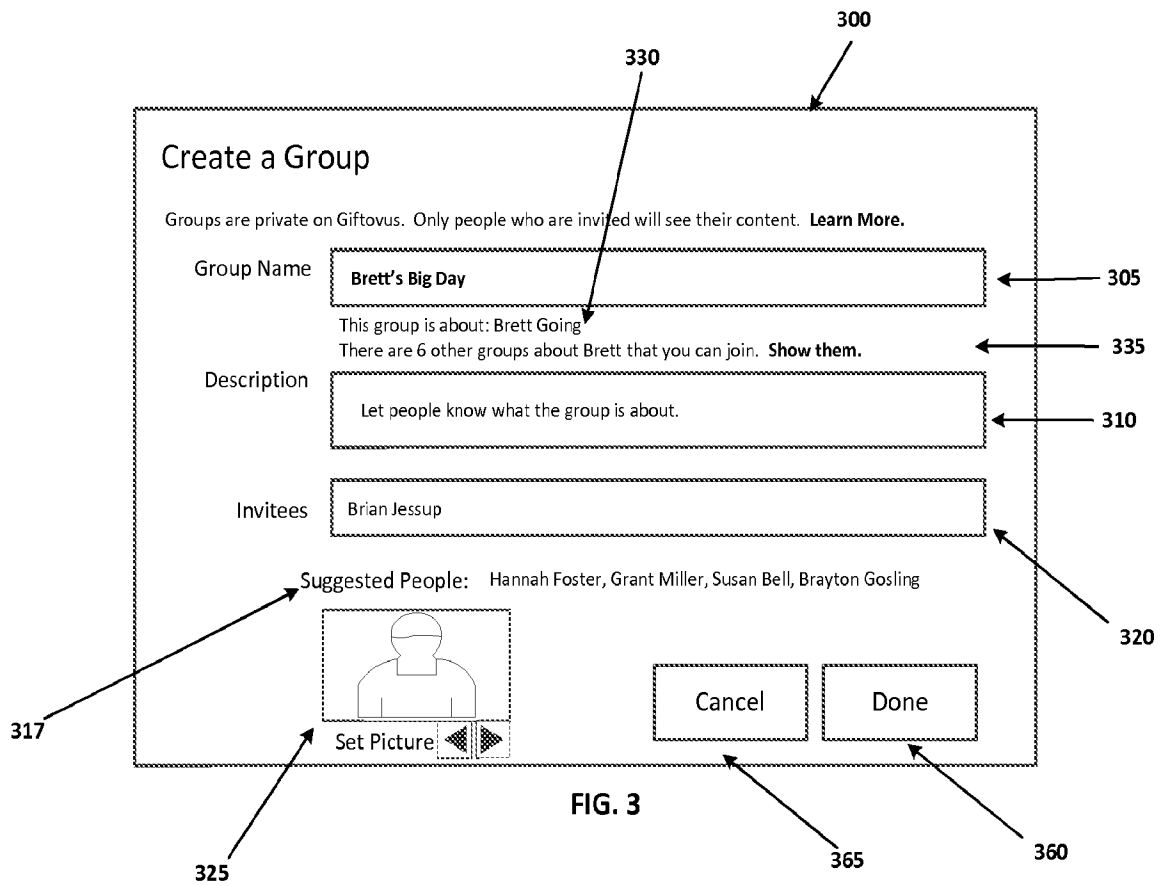 300
330
Create a Group
Groups are private on Giftovus. Only people who are invited will see their content. Learn More.
Group Name
Brett's Big Day
305
This group is about: Brett Going
There are 6 other groups about Brett that you can join. Show them.
335
Description
Let people know what the group is about.
310
Invitees
Brian Jessup
320
Suggested People: Hannah Foster, Grant Miller, Susan Bell, Brayton Gosling
317
Set Picture
Cancel
Done
325
365
360
FIG. 3